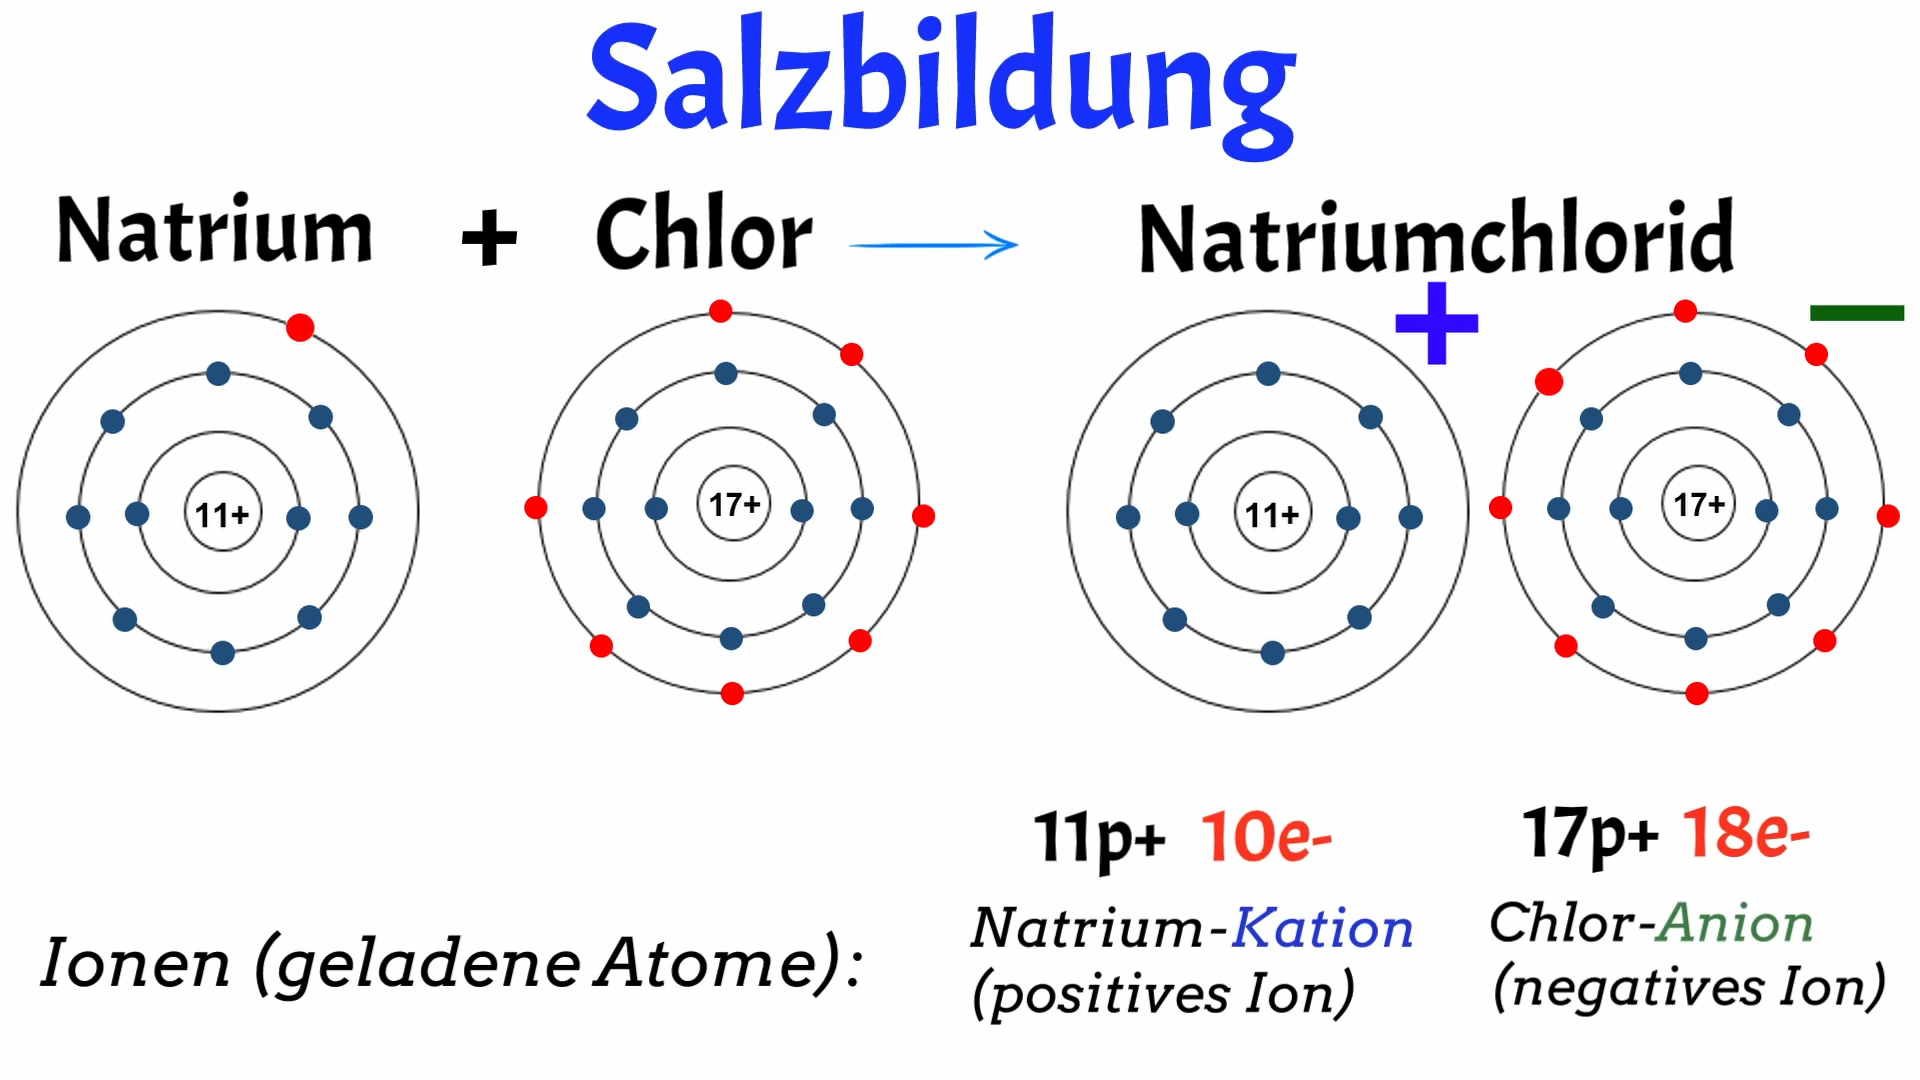 Salzbildung
Natrium + Chlor → Natriumchlorid
+ −
11+ 17+ 11+ 17+
11p+ 10e- 17p+ 18e-
Ionen (geladene Atome):
Natrium-Kation
(positives Ion)
Chlor-Anion
(negatives Ion)